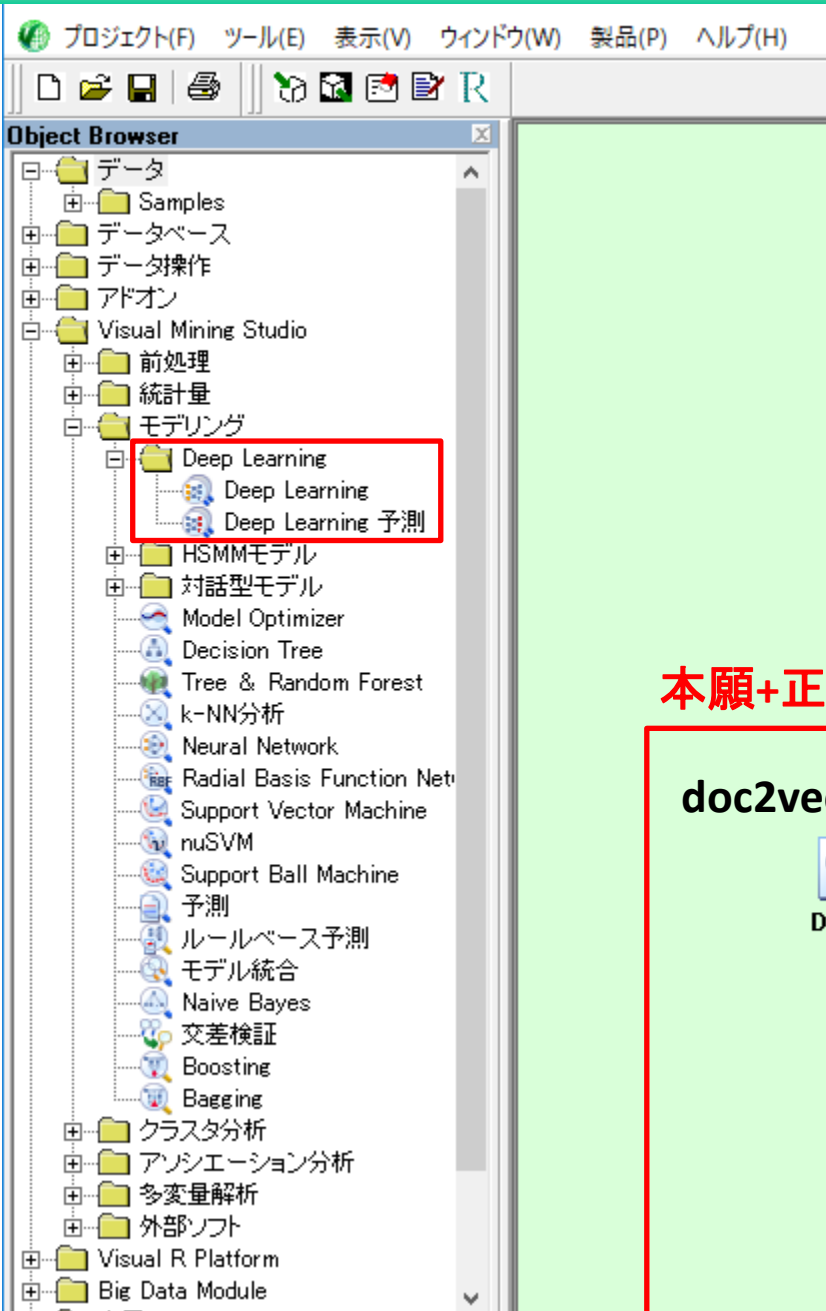 プロジェクト(F) ツール(E) 表示(V) ウィンドウ(W) 製品(P) ヘルプ(H)
R
Object Browser
データ
Samples
データベース
データ操作
アドオン
Visual Mining Studio
前処理
統計量
モデリング
Deep Learning
Deep Learning
Deep Learning 予測
HSMMモデル
対話型モデル
Model Optimizer
Decision Tree
Tree & Random Forest
k-NN分析
Neural Network
Radial Basis Function Net
Support Vector Machine
nuSVM
Support Ball Machine
予測
ルールベース予測
モデル統合
Naive Bayes
交差検証
Boosting
Bagging
クラスタ分析
アソシエーション分析
多変量解析
外部ソフト
Visual R Platform
Big Data Module
本願+正
doc2ve
D